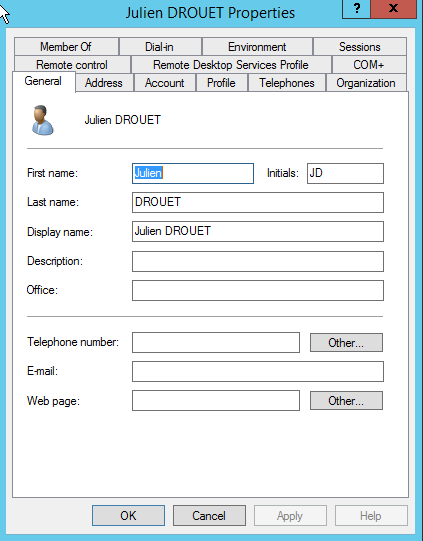 Julien DROUET Properties
? x
Member Of Dial-in Environment Sessions
Remote control Remote Desktop Services Profile COM+
General Address Account Profile Telephones Organization
Julien DROUET
First name: Julien Initials: JD
Last name: DROUET
Display name: Julien DROUET
Description:
Office:
Telephone number: Other...
E-mail:
Web page: Other...
OK Cancel Apply Help